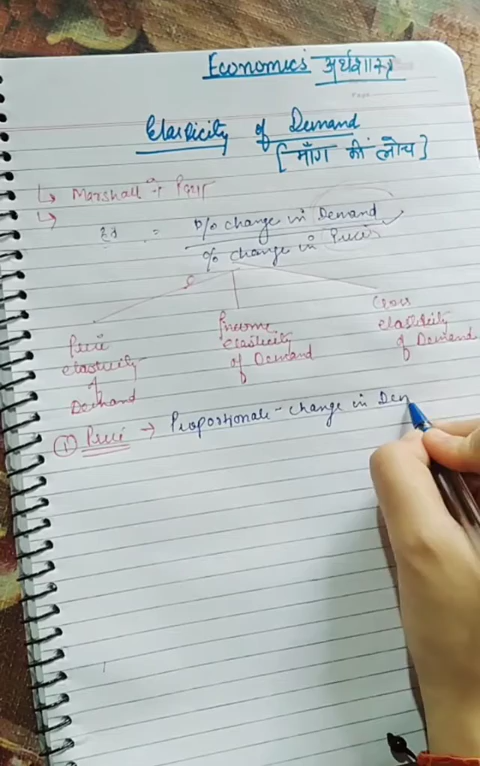 Economics अर्थशास्त्र
Elasticity of Demand
[माँग की लोच]
↳ Marshall ने दिया
↳
% change in Demand
=
% change in Price
Price elasticity of Demand
Income elasticity of Demand
Cross elasticity of Demand
① Price → Proportionate - change in Dem